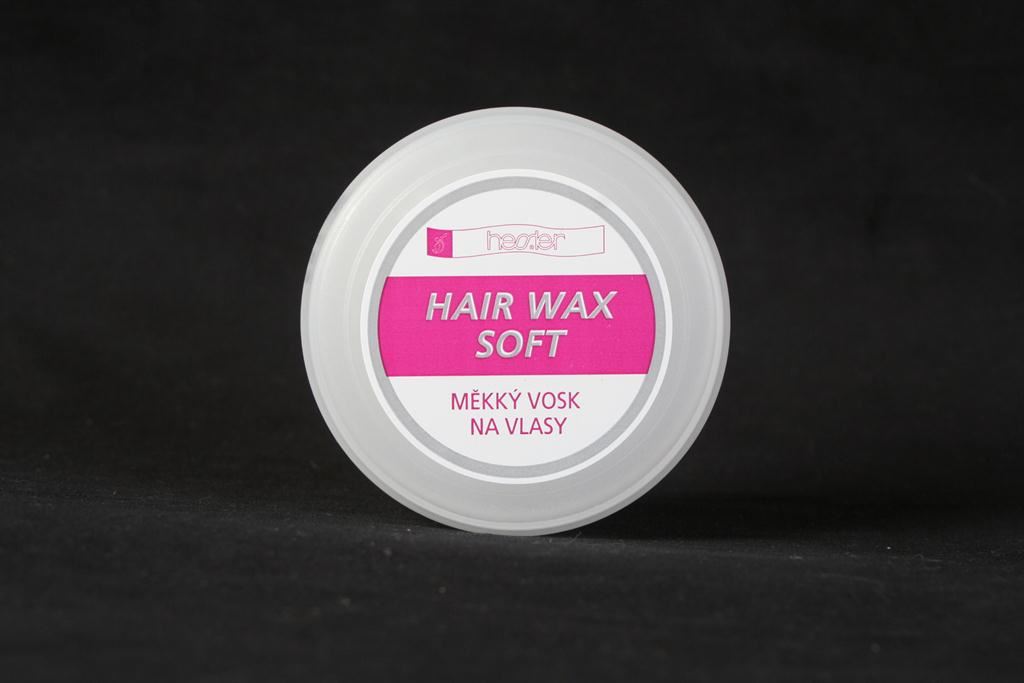 hessler
HAIR WAX
SOFT
MĚKKÝ VOSK
NA VLASY